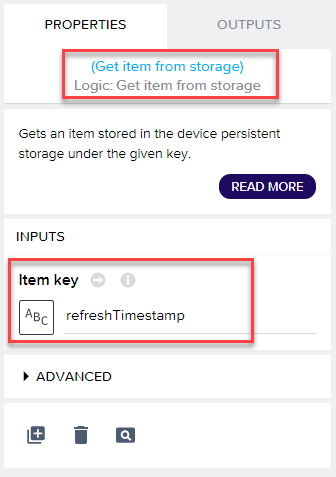 PROPERTIES
OUTPUTS
(Get item from storage)
Logic: Get item from storage
Gets an item stored in the device persistent
storage under the given key.
READ MORE
INPUTS
Item key
ABC
refreshTimestamp
ADVANCED